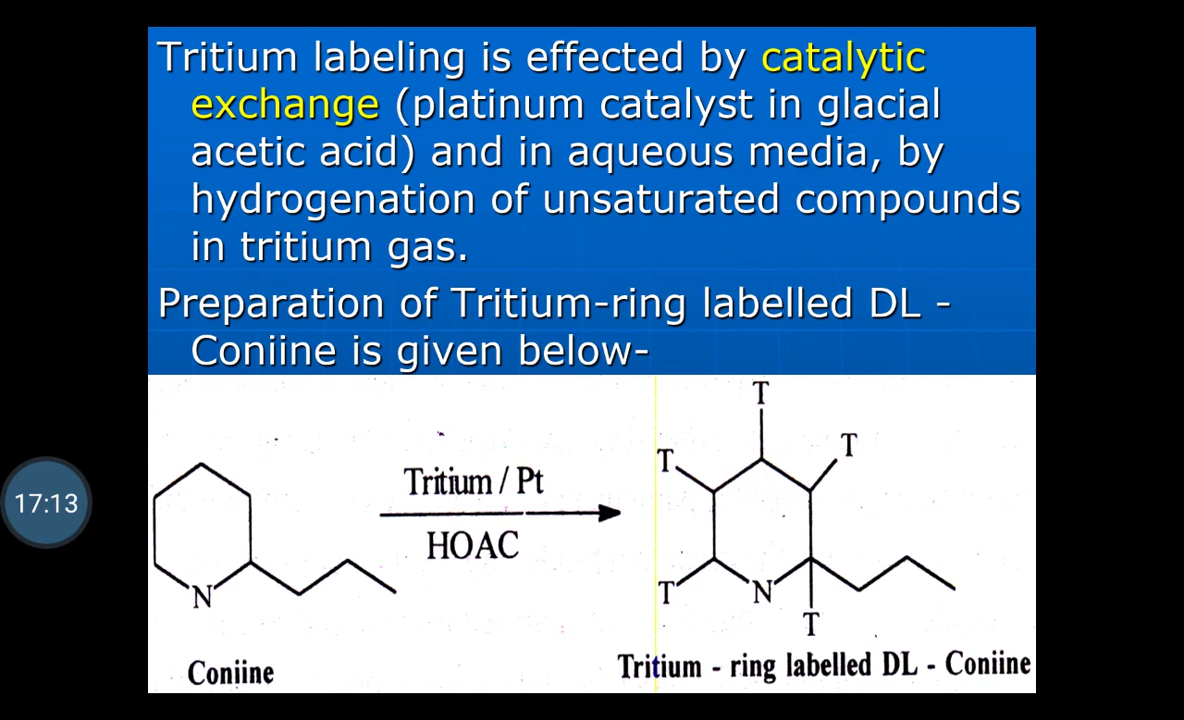 Tritium labeling is effected by catalytic
exchange (platinum catalyst in glacial
acetic acid) and in aqueous media, by
hydrogenation of unsaturated compounds
in tritium gas.
Preparation of Tritium-ring labelled DL -
Coniine is given below-
T
T
T
Tritium / Pt
17:13
HOAC
N
T
N
T
Coniine
Tritium - ring labelled DL - Coniine